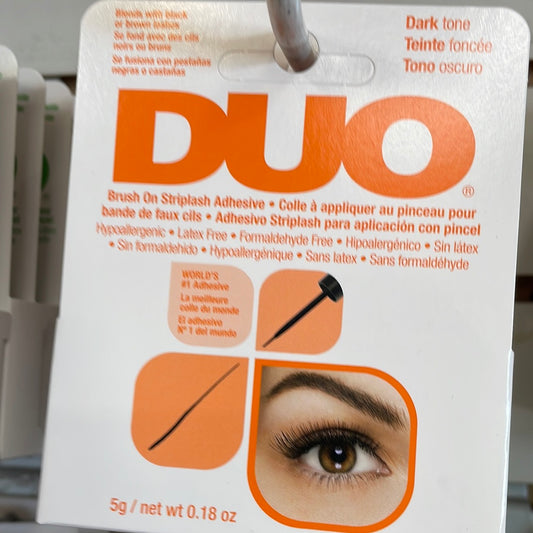 Blends with black
or brown lashes
Se fond avec des cils
noirs ou bruns
Se fusiona con pestañas
negras o castañas
Dark tone
Teinte foncée
Tono oscuro
DUO®
Brush On Striplash Adhesive • Colle à appliquer au pinceau pour
bande de faux cils • Adhesivo Striplash para aplicación con pincel
Hypoallergenic • Latex Free • Formaldehyde Free • Hipoalergénico • Sin látex
• Sin formaldehido • Hypoallergénique • Sans latex • Sans formaldéhyde
WORLD'S
#1 Adhesive
La meilleure
colle du monde
El adhesivo
Nº 1 del mundo
5g / net wt 0.18 oz